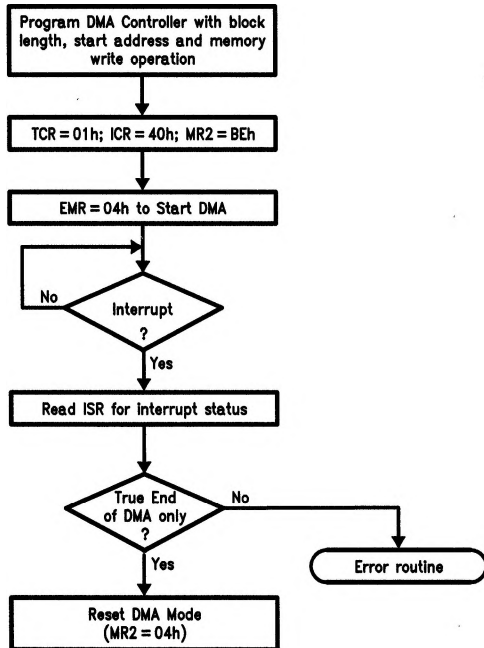 Program DMA Controller with block
length, start address and memory
write operation
TCR = 01h; ICR = 40h; MR2 = BEh
EMR = 04h to Start DMA
No
Interrupt
?
Yes
Read ISR for interrupt status
True End
of DMA only
?
No
Yes
Error routine
Reset DMA Mode
(MR2 = 04h)